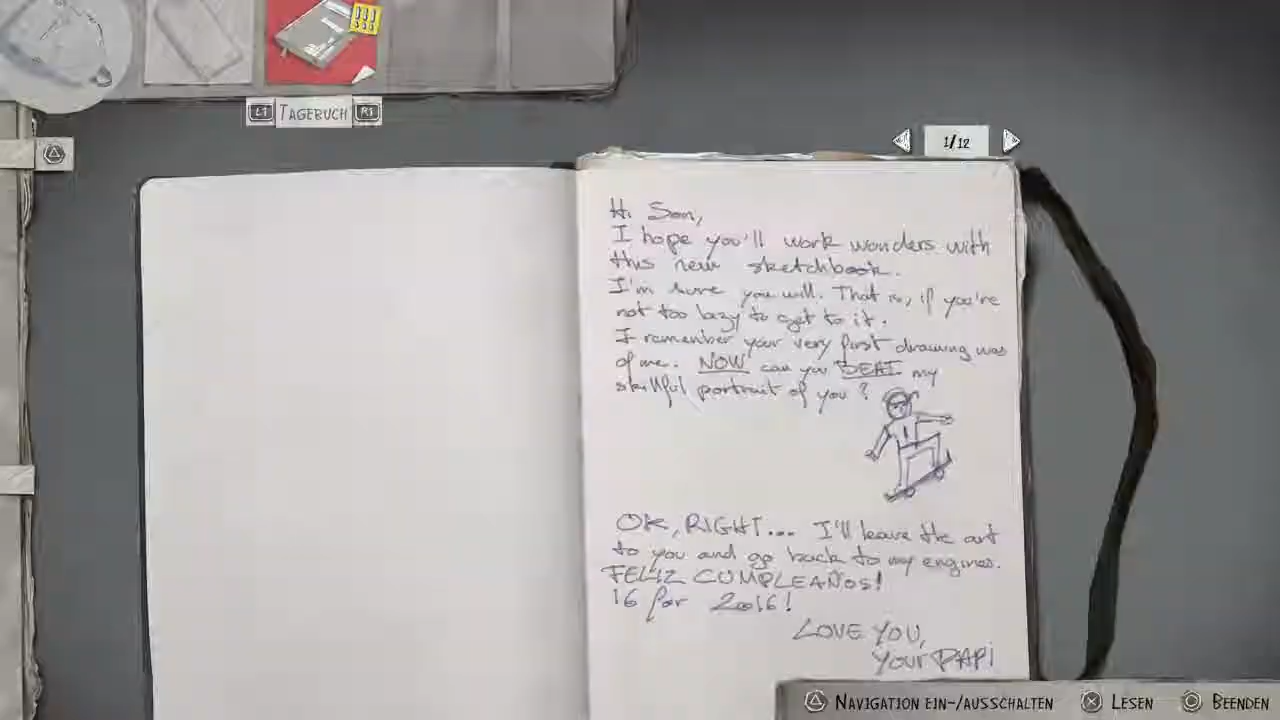 L1 TAGEBUCH R1
1/12
Hi Son,
I hope you'll work wonders with
this new sketchbook.
I'm sure you will. That is, if you're
not too lazy to get to it.
I remember your very first drawing was
of me. NOW can you BEAT my
skillful portrait of you?
OK, RIGHT... I'll leave the art
to you and go back to my engines.
FELIZ CUMPLEAÑOS!
16 for 2016!
LOVE YOU,
your PAPI
NAVIGATION EIN-/AUSSCHALTEN LESEN BEENDEN